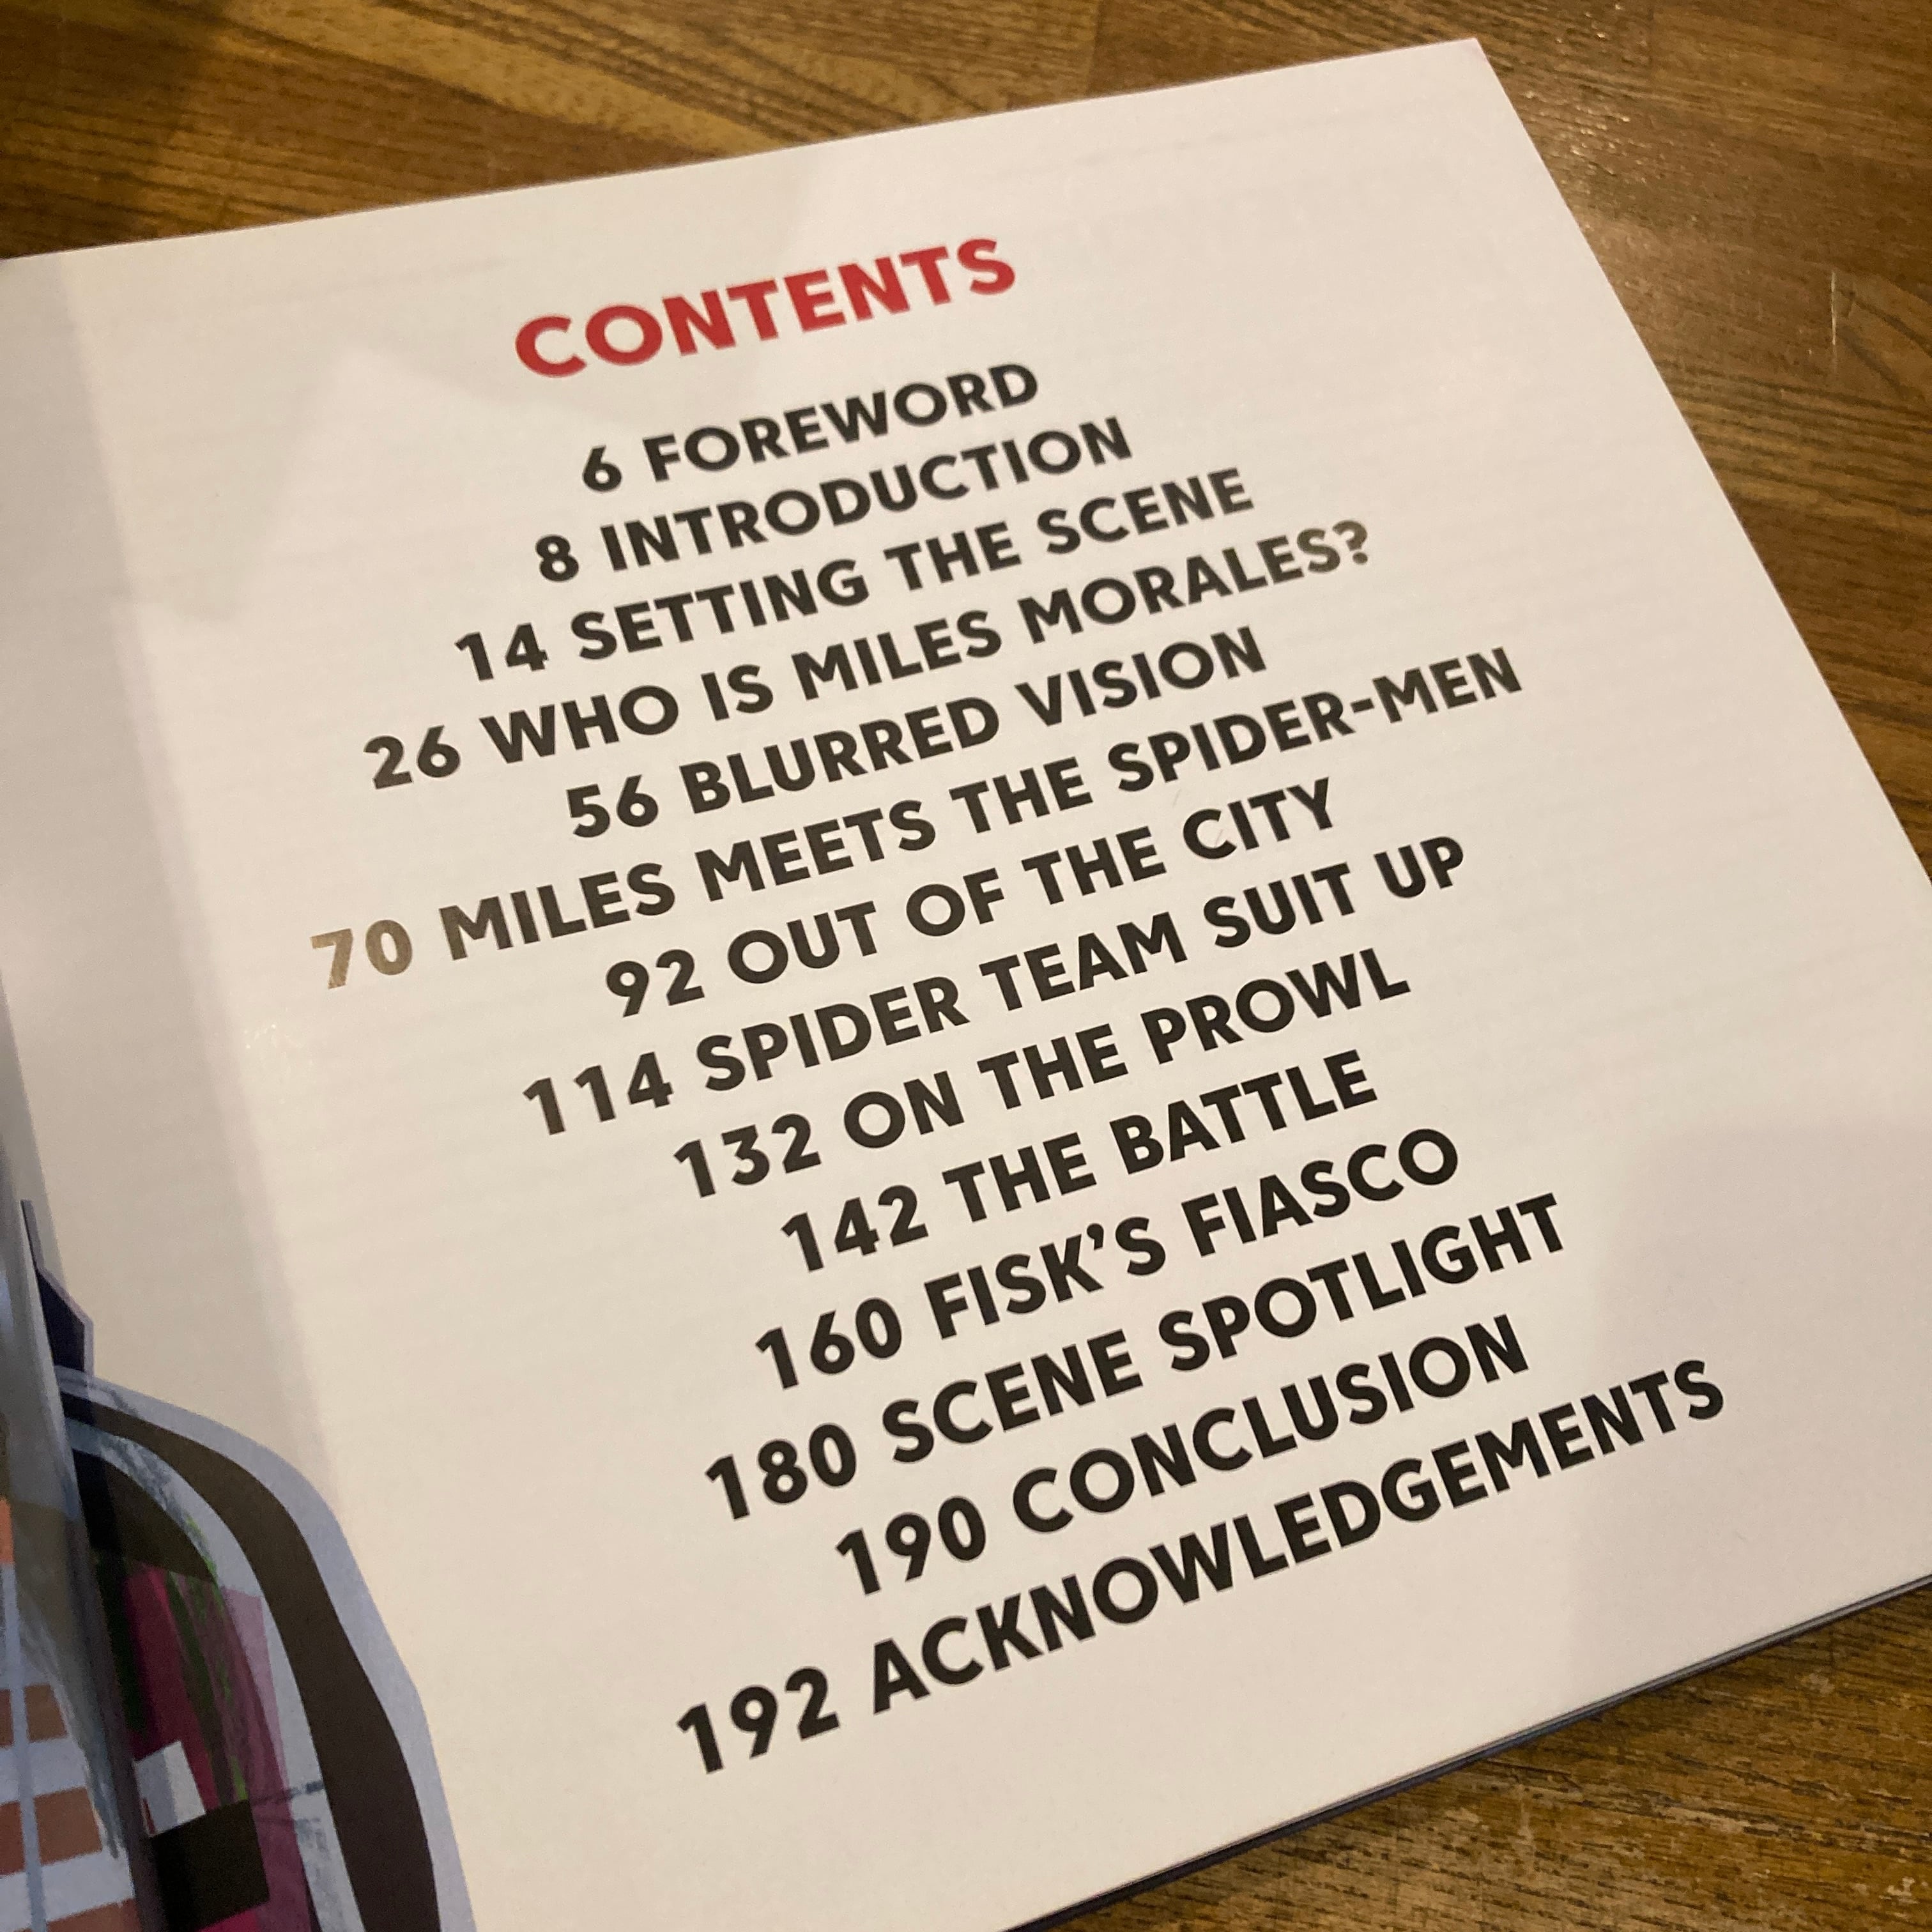 CONTENTS
6 FOREWORD
8 INTRODUCTION
14 SETTING THE SCENE
26 WHO IS MILES MORALES?
56 BLURRED VISION
70 MILES MEETS THE SPIDER-MEN
92 OUT OF THE CITY
114 SPIDER TEAM SUIT UP
132 ON THE PROWL
142 THE BATTLE
160 FISK’S FIASCO
180 SCENE SPOTLIGHT
190 CONCLUSION
192 ACKNOWLEDGEMENTS